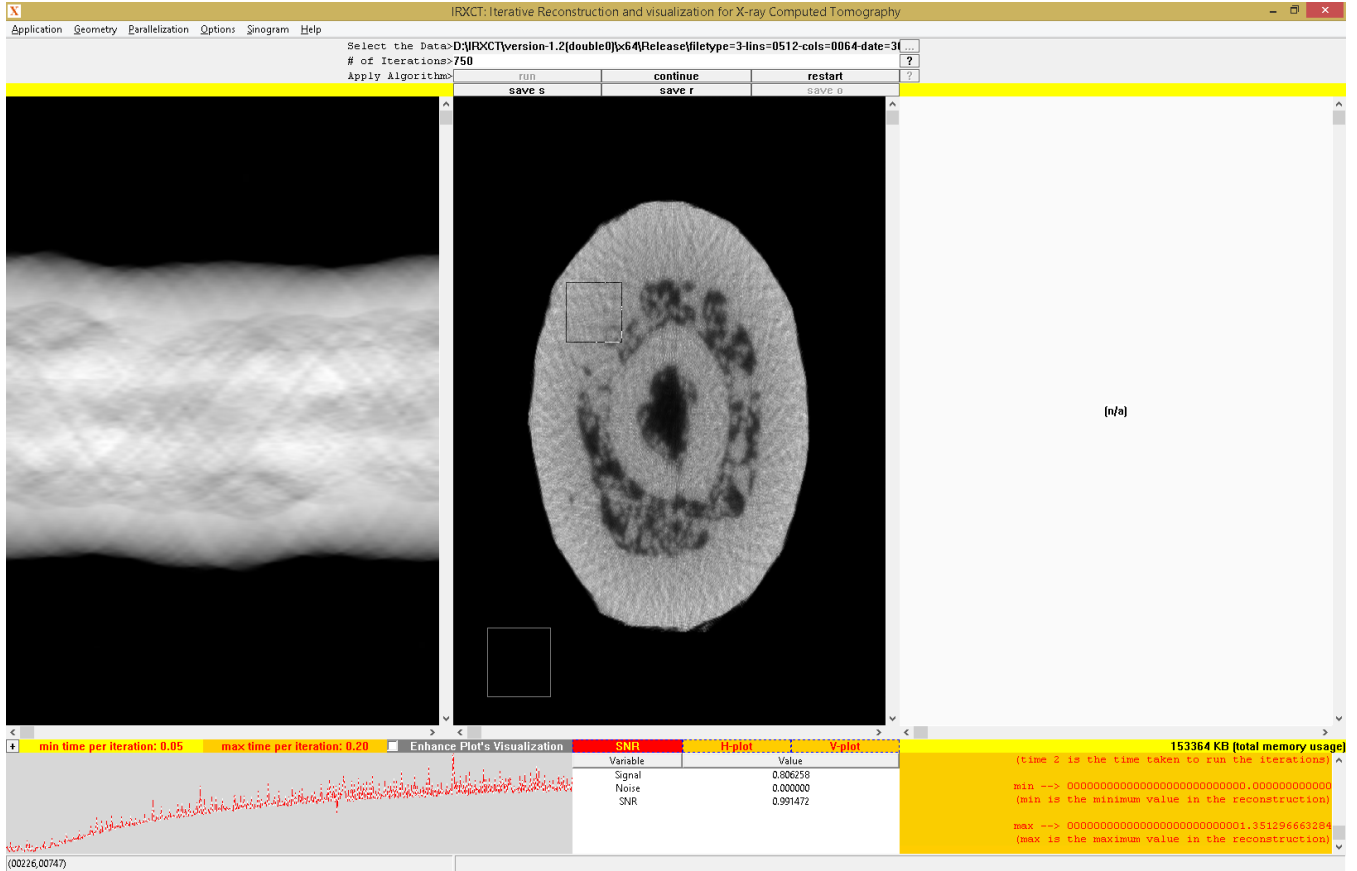 X IRXCT: Iterative Reconstruction and visualization for X-ray Computed Tomography
Application Geometry Parallelization Options Sinogram Help
Select the Data> D:\IRXCT\version-1.2(double0)\x64\Release\filetype=3-lins=0512-cols=0064-date=30 ...
# of Iterations> 750 ?
Apply Algorithm> run continue restart ?
save s save r save o
(n/a)
+ min time per iteration: 0.05 max time per iteration: 0.20 Enhance Plot's Visualization SNR H-plot V-plot 153364 KB (total memory usage)
Variable Value
Signal 0.806258
Noise 0.000000
SNR 0.991472
(time 2 is the time taken to run the iterations)
min --> 00000000000000000000000000.000000000000
(min is the minimum value in the reconstruction)
max --> 00000000000000000000000001.351296663284
(max is the maximum value in the reconstruction)
(00226,00747)